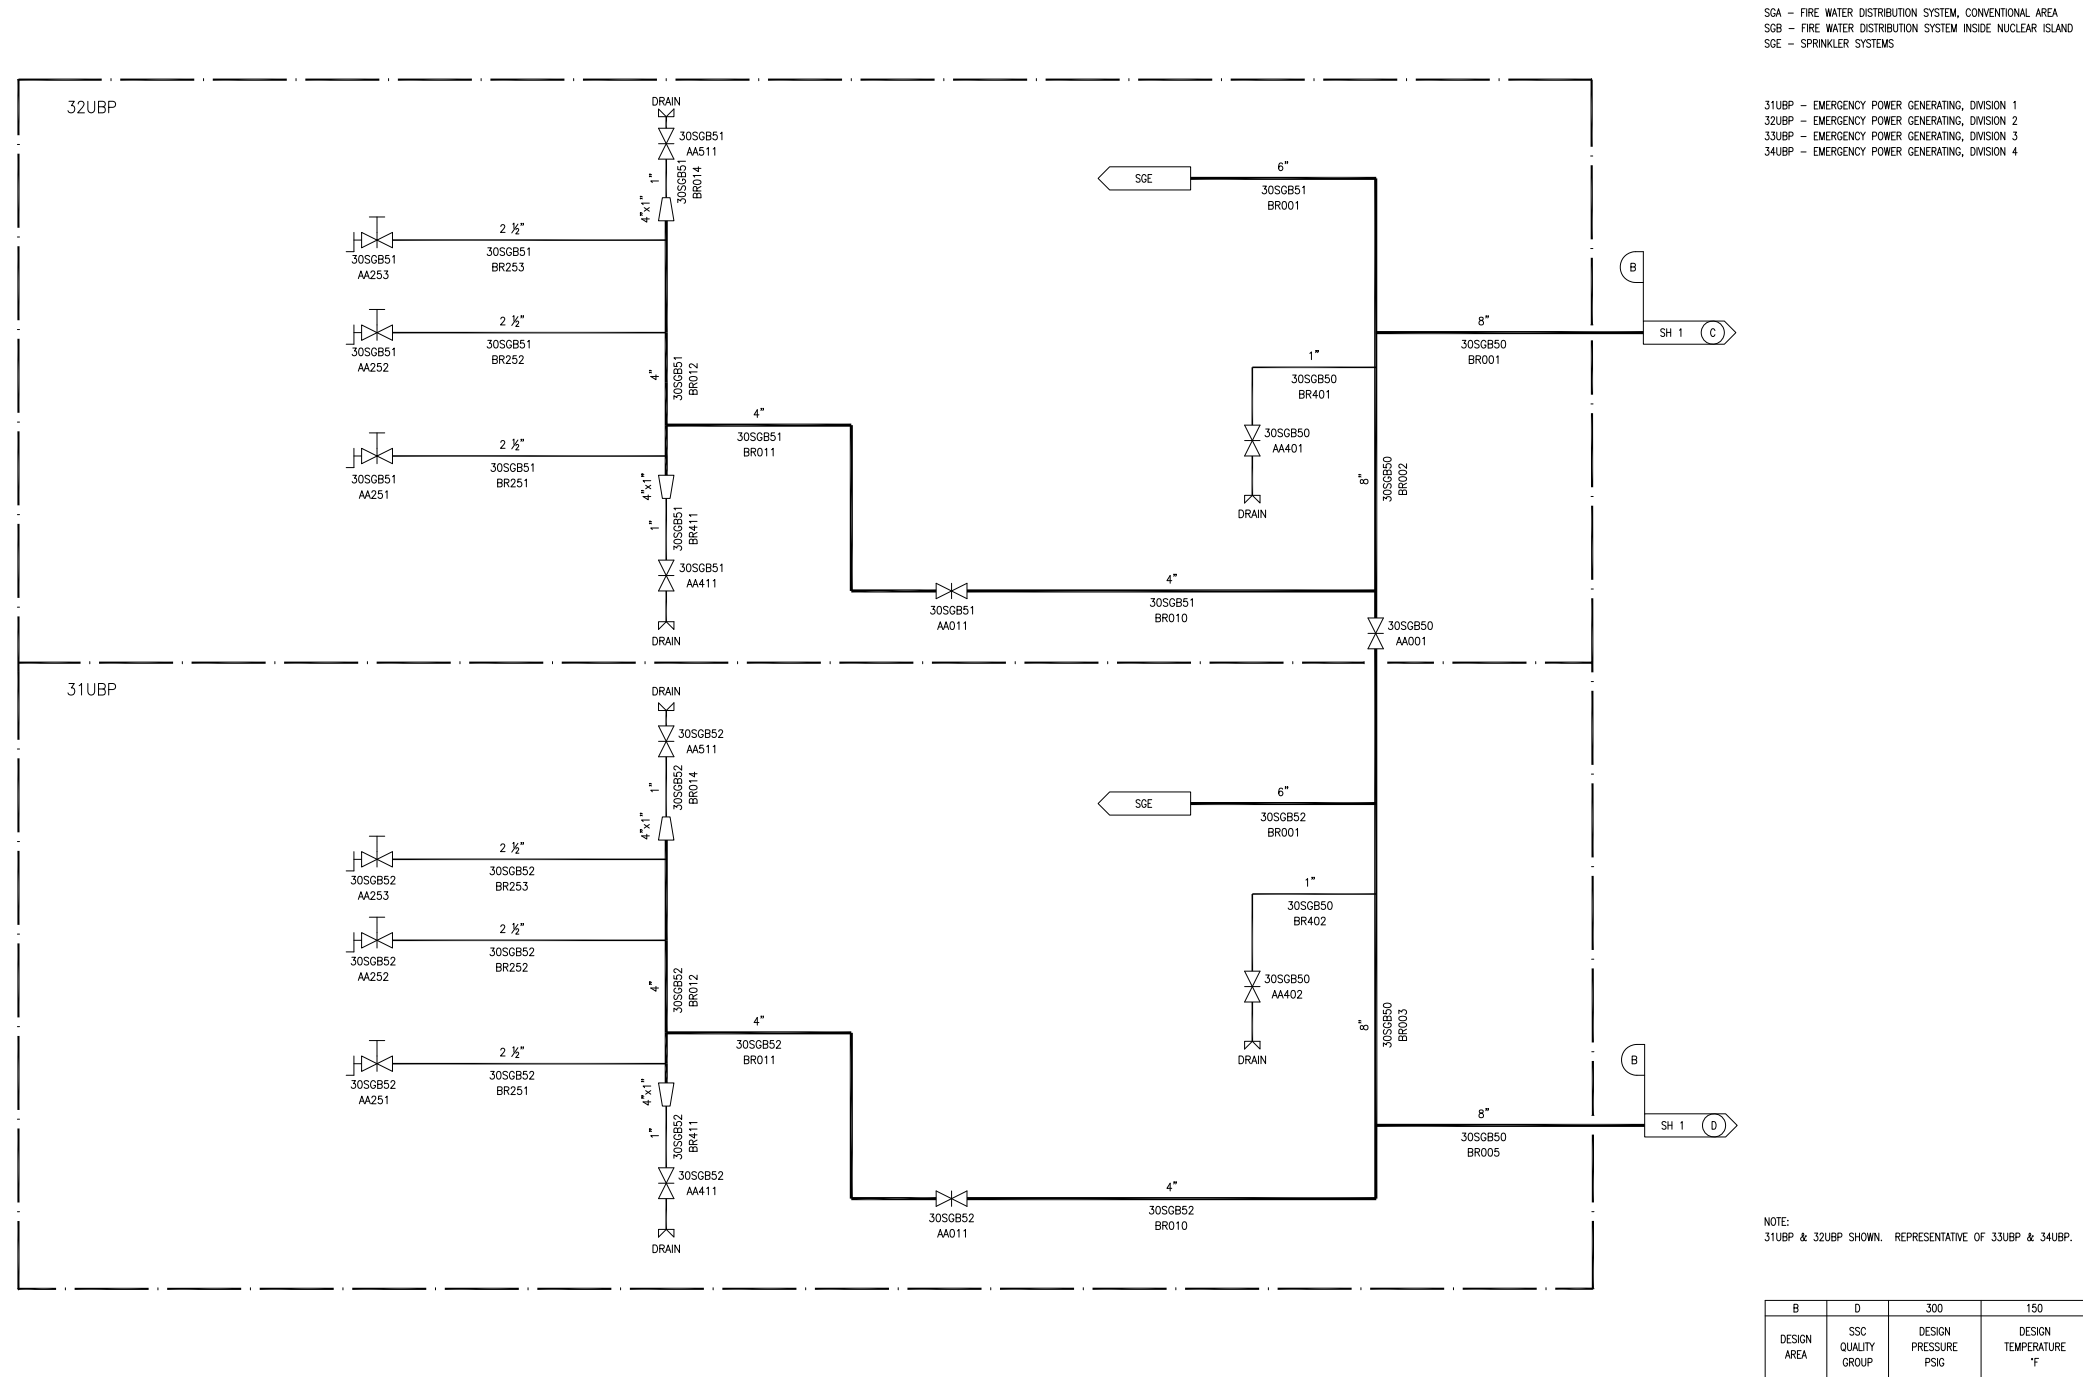 SGA – FIRE WATER DISTRIBUTION SYSTEM, CONVENTIONAL AREA
SGB – FIRE WATER DISTRIBUTION SYSTEM INSIDE NUCLEAR ISLAND
SGE – SPRINKLER SYSTEMS
31UBP – EMERGENCY POWER GENERATING, DIVISION 1
32UBP – EMERGENCY POWER GENERATING, DIVISION 2
33UBP – EMERGENCY POWER GENERATING, DIVISION 3
34UBP – EMERGENCY POWER GENERATING, DIVISION 4
32UBP
DRAIN
30SGB51
AA511
1"
30SGB51
BR014
4"x1"
2 ½"
30SGB51
BR253
30SGB51
AA253
2 ½"
30SGB51
BR252
30SGB51
AA252
4"
30SGB51
BR012
2 ½"
30SGB51
BR251
30SGB51
AA251
4"x1"
1"
30SGB51
BR411
30SGB51
AA411
DRAIN
4"
30SGB51
BR011
30SGB51
AA011
4"
30SGB51
BR010
SGE
6"
30SGB51
BR001
8"
30SGB50
BR001
B
SH 1
C
1"
30SGB50
BR401
30SGB50
AA401
DRAIN
8"
30SGB50
BR002
30SGB50
AA001
31UBP
DRAIN
30SGB52
AA511
1"
30SGB52
BR014
4"x1"
2 ½"
30SGB52
BR253
30SGB52
AA253
2 ½"
30SGB52
BR252
30SGB52
AA252
4"
30SGB52
BR012
2 ½"
30SGB52
BR251
30SGB52
AA251
4"x1"
1"
30SGB52
BR411
30SGB52
AA411
DRAIN
4"
30SGB52
BR011
30SGB52
AA011
4"
30SGB52
BR010
SGE
6"
30SGB52
BR001
1"
30SGB50
BR402
30SGB50
AA402
DRAIN
8"
30SGB50
BR003
8"
30SGB50
BR005
B
SH 1
D
NOTE:
31UBP & 32UBP SHOWN. REPRESENTATIVE OF 33UBP & 34UBP.
B D 300 150
DESIGN AREA
SSC QUALITY GROUP
DESIGN PRESSURE PSIG
DESIGN TEMPERATURE °F